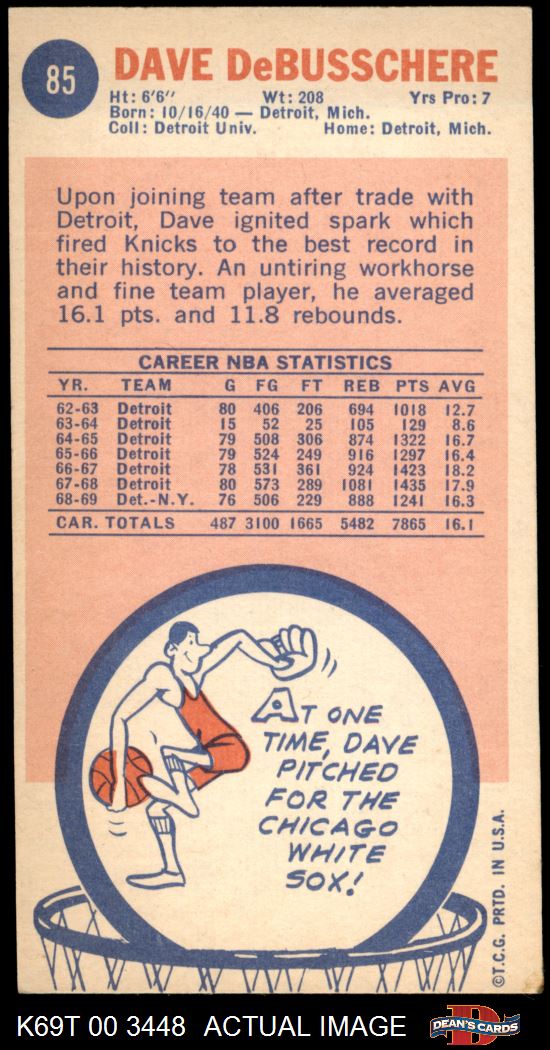 85
DAVE DeBUSSCHERE
Ht: 6'6" Wt: 208 Yrs Pro: 7
Born: 10/16/40 — Detroit, Mich.
Coll: Detroit Univ. Home: Detroit, Mich.
Upon joining team after trade with
Detroit, Dave ignited spark which
fired Knicks to the best record in
their history. An untiring workhorse
and fine team player, he averaged
16.1 pts. and 11.8 rebounds.
CAREER NBA STATISTICS
YR. TEAM G FG FT REB PTS AVG
62-63 Detroit 80 406 206 694 1018 12.7
63-64 Detroit 15 52 25 105 129 8.6
64-65 Detroit 79 508 306 874 1322 16.7
65-66 Detroit 79 524 249 916 1297 16.4
66-67 Detroit 78 531 361 924 1423 18.2
67-68 Detroit 80 573 289 1081 1435 17.9
68-69 Det.-N.Y. 76 506 229 888 1241 16.3
CAR. TOTALS 487 3100 1665 5482 7865 16.1
AT ONE
TIME, DAVE
PITCHED
FOR THE
CHICAGO
WHITE
SOX!
©T.C.G. PRTD. IN U.S.A.
K69T 00 3448 ACTUAL IMAGE
D
DEAN'S CARDS